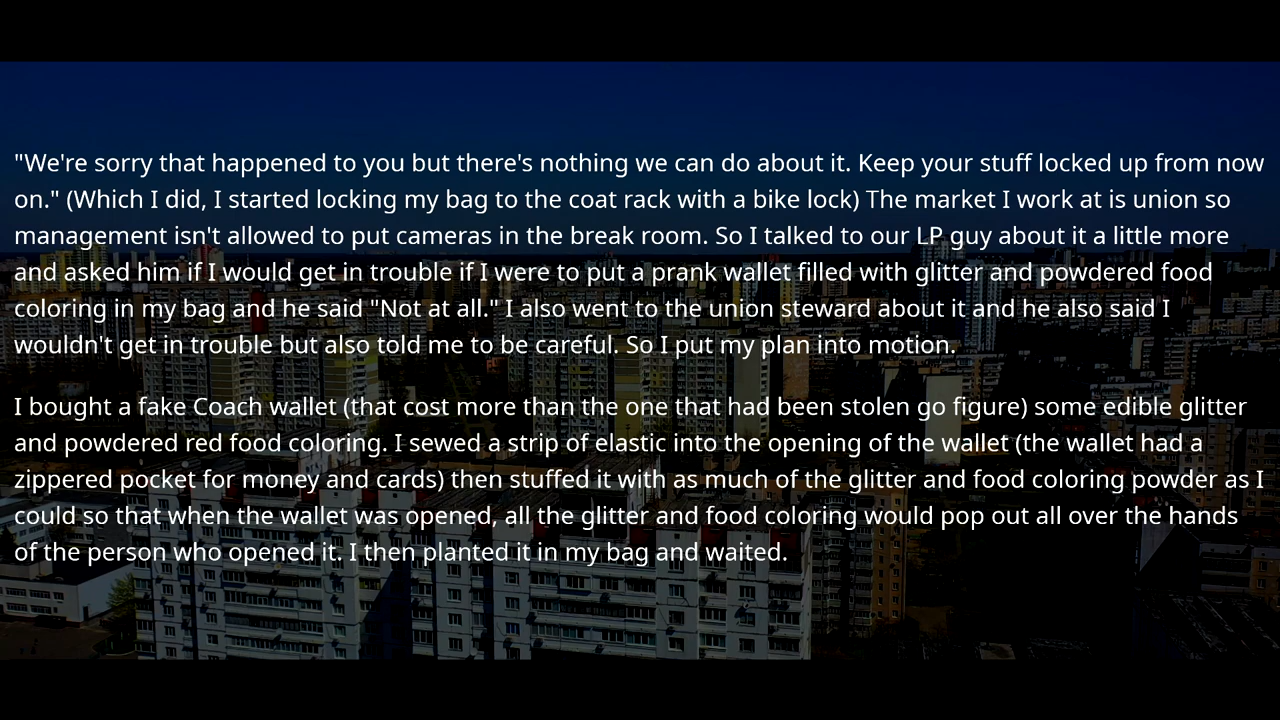 "We're sorry that happened to you but there's nothing we can do about it. Keep your stuff locked up from now
on." (Which I did, I started locking my bag to the coat rack with a bike lock) The market I work at is union so
management isn't allowed to put cameras in the break room. So I talked to our LP guy about it a little more
and asked him if I would get in trouble if I were to put a prank wallet filled with glitter and powdered food
coloring in my bag and he said "Not at all." I also went to the union steward about it and he also said I
wouldn't get in trouble but also told me to be careful. So I put my plan into motion.
I bought a fake Coach wallet (that cost more than the one that had been stolen go figure) some edible glitter
and powdered red food coloring. I sewed a strip of elastic into the opening of the wallet (the wallet had a
zippered pocket for money and cards) then stuffed it with as much of the glitter and food coloring powder as I
could so that when the wallet was opened, all the glitter and food coloring would pop out all over the hands
of the person who opened it. I then planted it in my bag and waited.